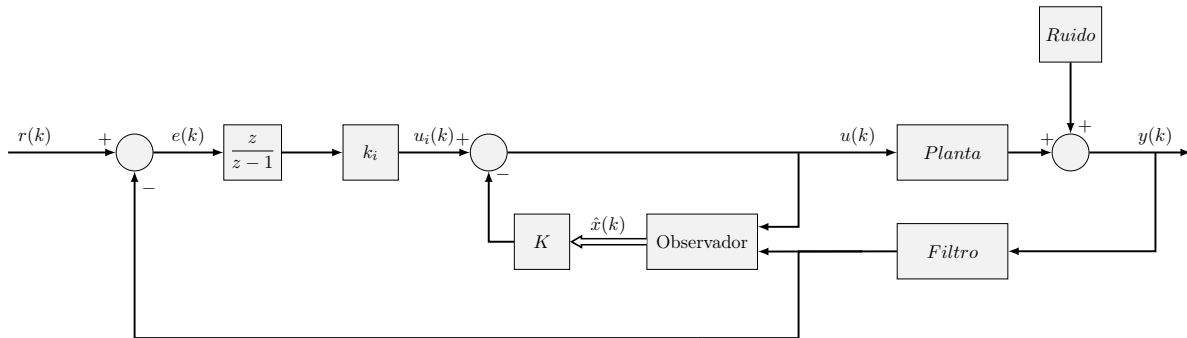 Ruido
r(k)
+
e(k)
z
z − 1
k_i
u_i(k)
+
u(k)
Planta
+
+
y(k)
−
−
K
x̂(k)
Observador
Filtro